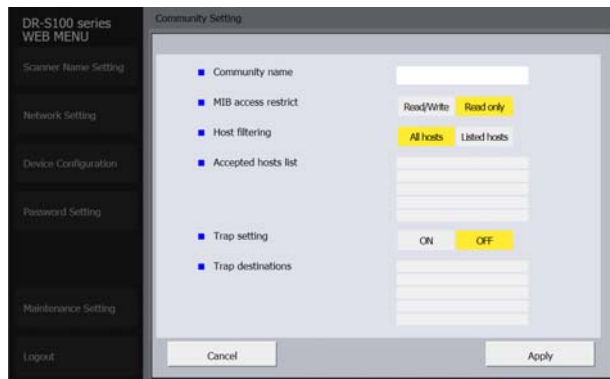 DR-S100 series
WEB MENU
Community Setting
Scanner Name Setting
Network Setting
Device Configuration
Password Setting
Maintenance Setting
Logout
Community name
MIB access restrict
Read/Write
Read only
Host filtering
All hosts
Listed hosts
Accepted hosts list
Trap setting
ON
OFF
Trap destinations
Cancel
Apply